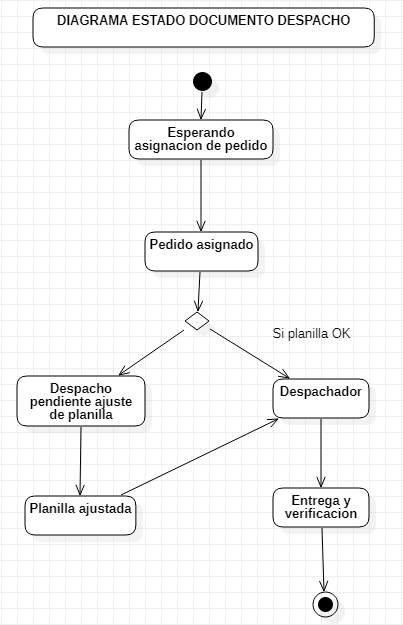 DIAGRAMA ESTADO DOCUMENTO DESPACHO
Esperando
asignacion de pedido
Pedido asignado
Si planilla OK
Despacho
pendiente ajuste
de planilla
Despachador
Planilla ajustada
Entrega y
verificacion